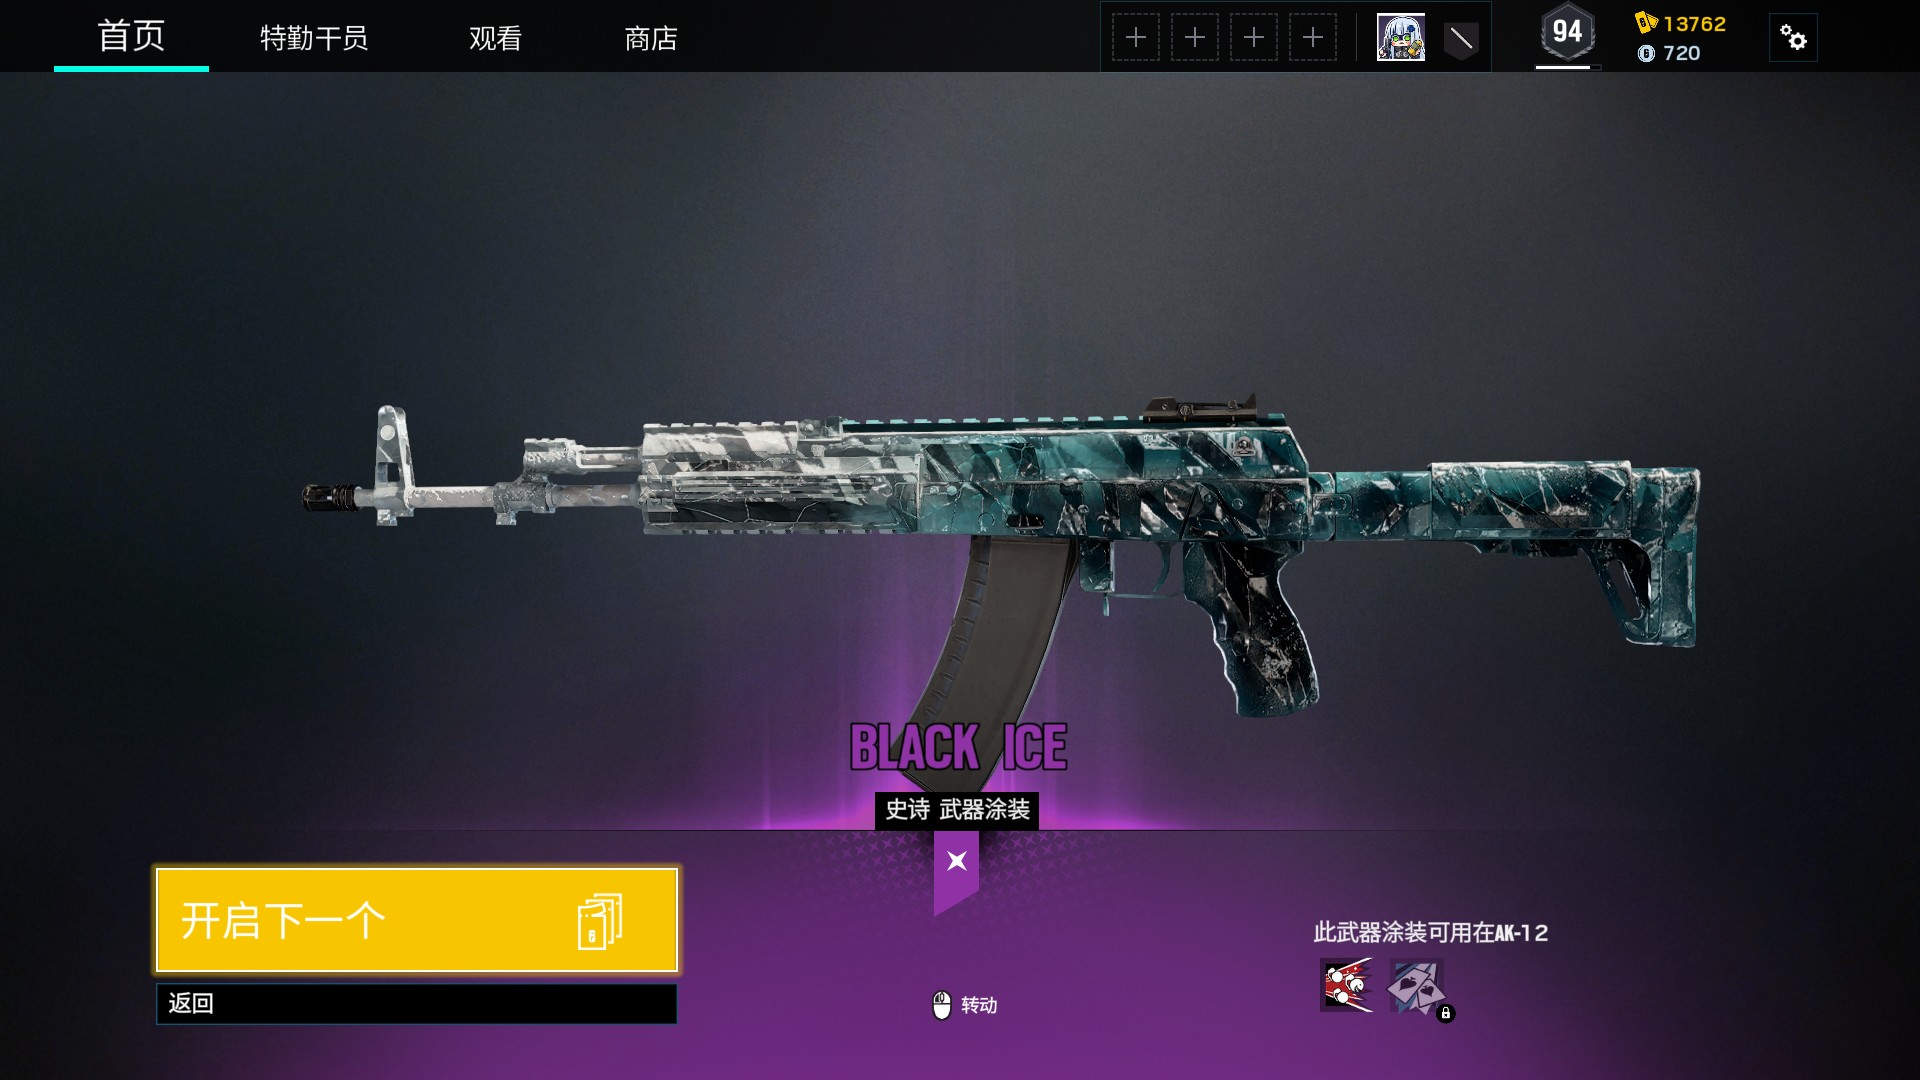 首页
特勤干员
观看
商店
94
13762
720
BLACK ICE
史诗 武器涂装
开启下一个
返回
转动
此武器涂装可用在AK-12